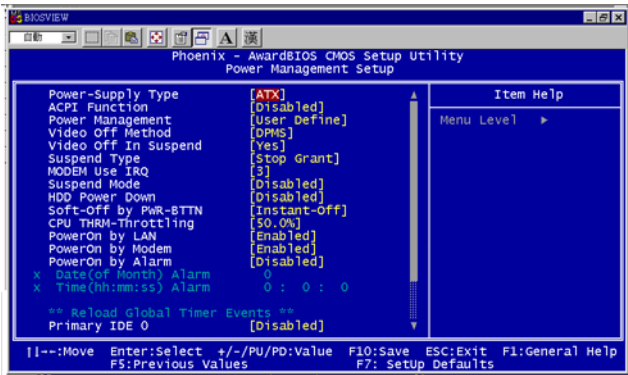 BIOSVIEW
自動
A 漢
Phoenix - AwardBIOS CMOS Setup Utility
Power Management Setup
Power-Supply Type [ATX]
ACPI Function [Disabled]
Power Management [User Define]
Video Off Method [DPMS]
Video Off In Suspend [Yes]
Suspend Type [Stop Grant]
MODEM Use IRQ [3]
Suspend Mode [Disabled]
HDD Power Down [Disabled]
Soft-Off by PWR-BTTN [Instant-Off]
CPU THRM-Throttling [50.0%]
PowerOn by LAN [Enabled]
PowerOn by Modem [Enabled]
PowerOn by Alarm [Disabled]
x Date(of Month) Alarm 0
x Time(hh:mm:ss) Alarm 0 : 0 : 0
** Reload Global Timer Events **
Primary IDE 0 [Disabled]
Item Help
Menu Level ▶
↑↓→←:Move Enter:Select +/-/PU/PD:Value F10:Save ESC:Exit F1:General Help
F5:Previous Values F7: SetUp Defaults